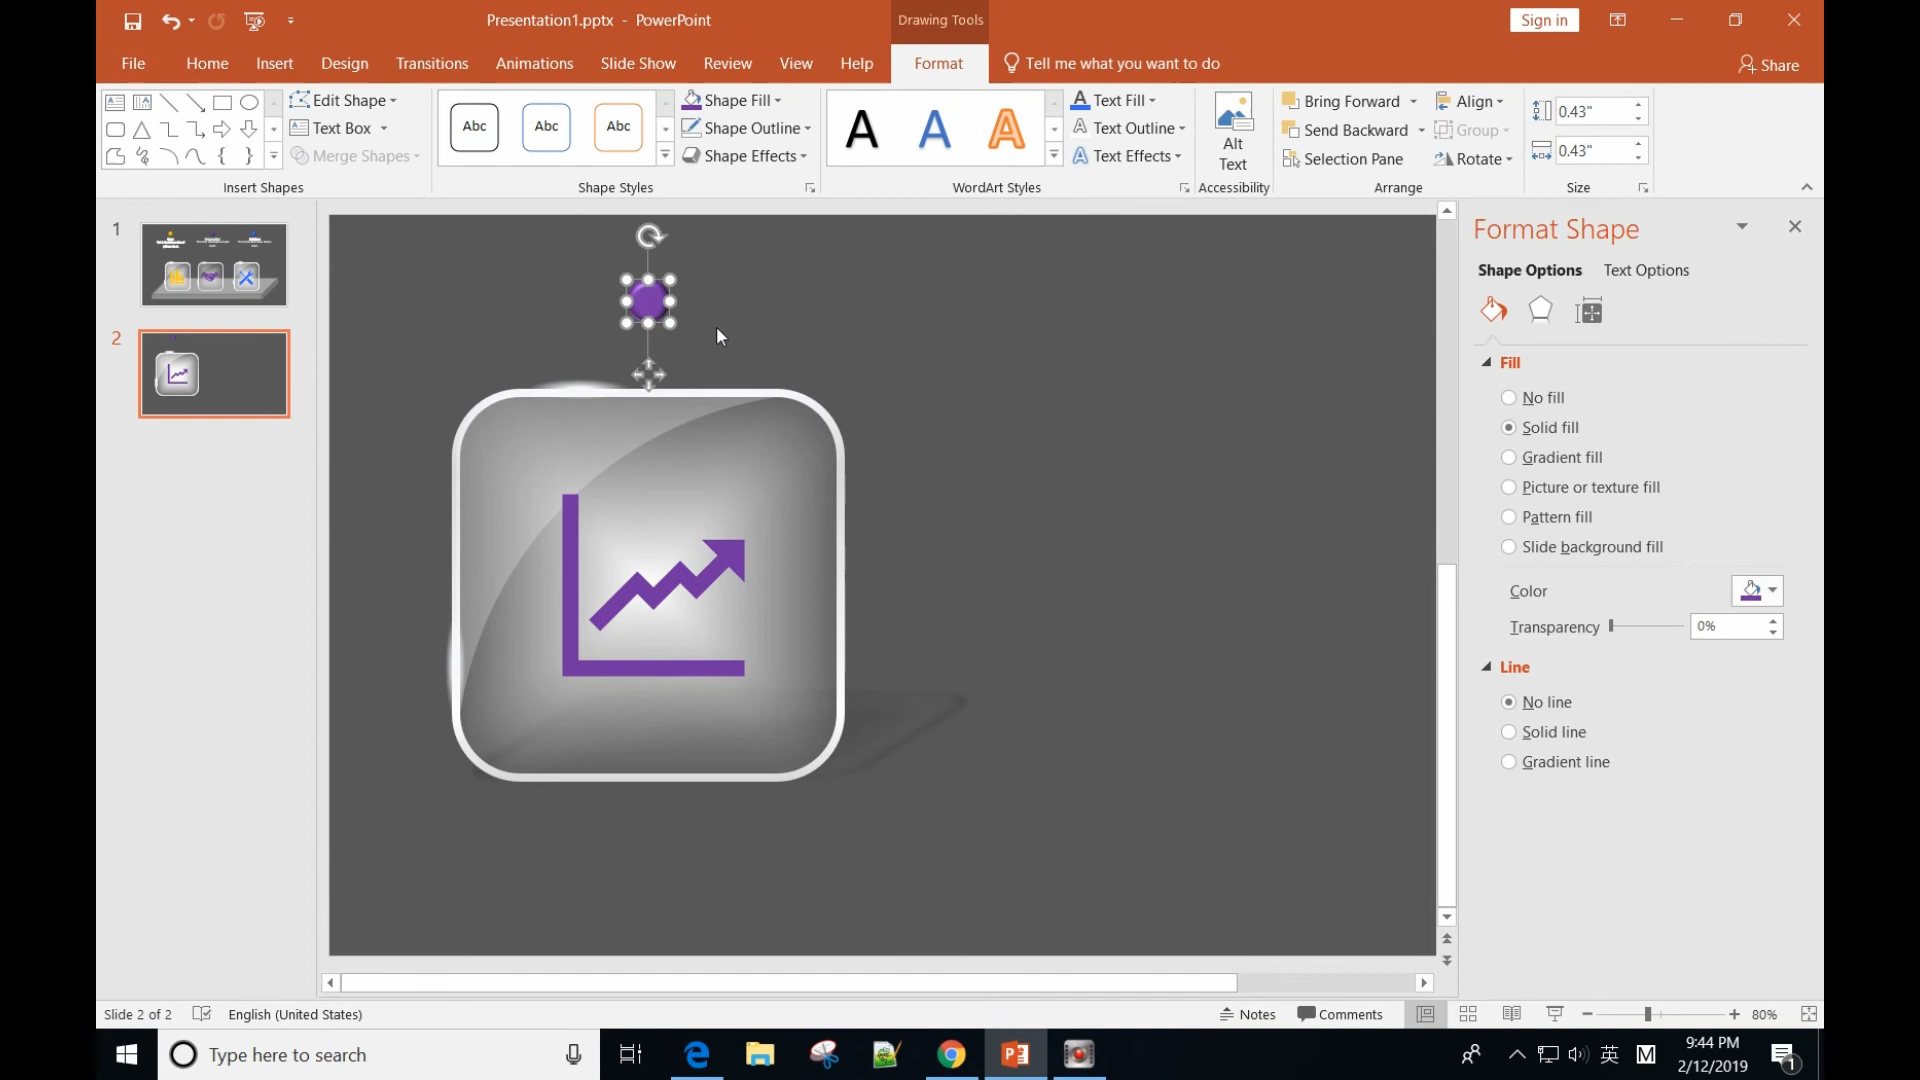 Presentation1.pptx - PowerPoint
Drawing Tools
Sign in
File Home Insert Design Transitions Animations Slide Show Review View Help Format Tell me what you want to do Share
Edit Shape
Text Box
Merge Shapes
Insert Shapes
Abc Abc Abc
Shape Fill
Shape Outline
Shape Effects
Shape Styles
A A A
Text Fill
Text Outline
Text Effects
WordArt Styles
Alt
Text
Accessibility
Bring Forward
Send Backward
Selection Pane
Align
Group
Rotate
Arrange
0.43"
0.43"
Size
1
2
Format Shape
Shape Options Text Options
Fill
No fill
Solid fill
Gradient fill
Picture or texture fill
Pattern fill
Slide background fill
Color
Transparency 0%
Line
No line
Solid line
Gradient line
Slide 2 of 2 English (United States) Notes Comments 80%
Type here to search
英 M
9:44 PM
2/12/2019
1